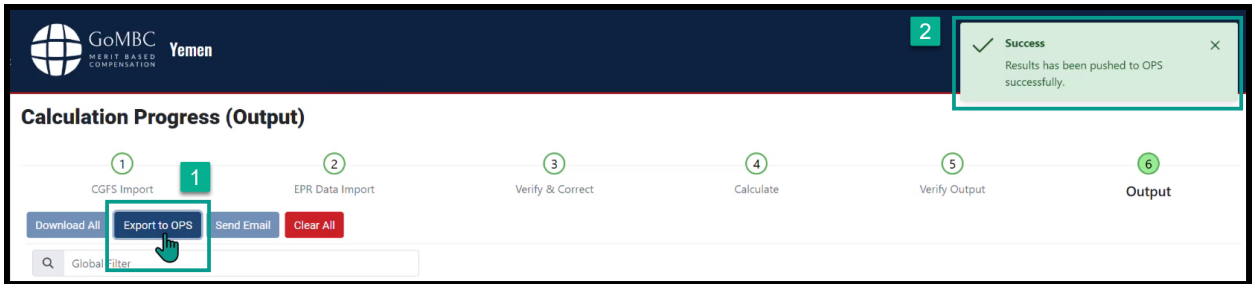 GoMBC
MERIT BASED
COMPENSATION
Yemen
2
Success
Results has been pushed to OPS
successfully.
Calculation Progress (Output)
1 2 3 4 5 6
CGFS Import EPR Data Import Verify & Correct Calculate Verify Output Output
1
Download All Export to OPS Send Email Clear All
Global Filter